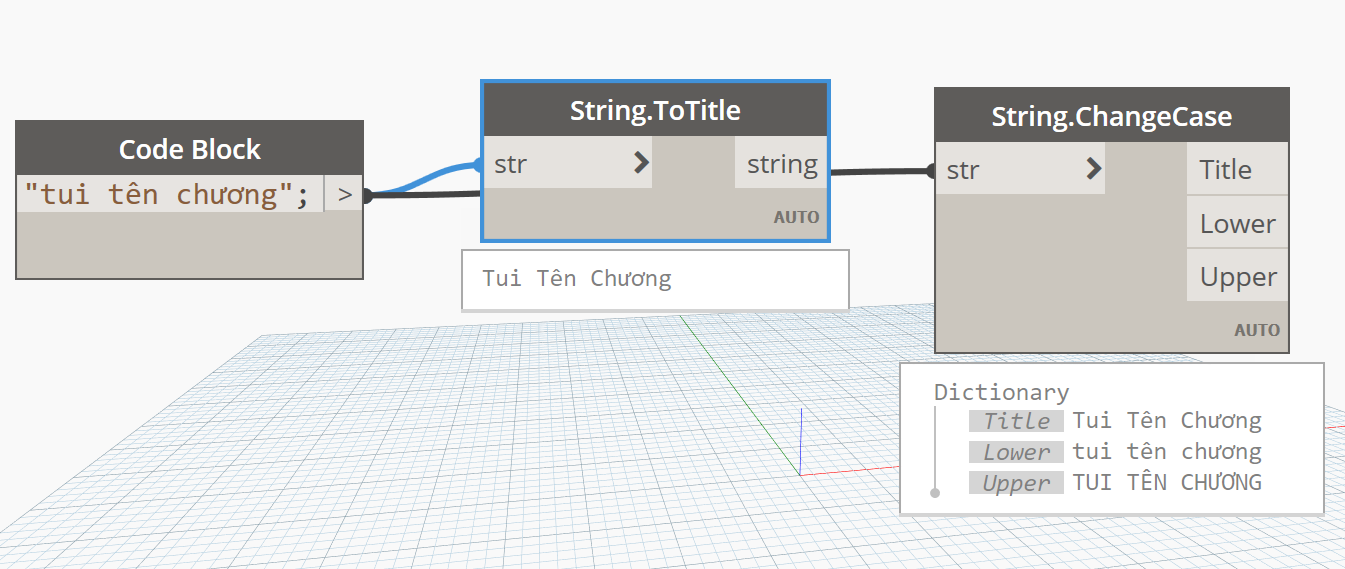 Code Block
"tui tên chương"; >
String.ToTitle
str > string
AUTO
Tui Tên Chương
String.ChangeCase
str > Title
Lower
Upper
AUTO
Dictionary
Title Tui Tên Chương
Lower tui tên chương
Upper TUI TÊN CHƯƠNG